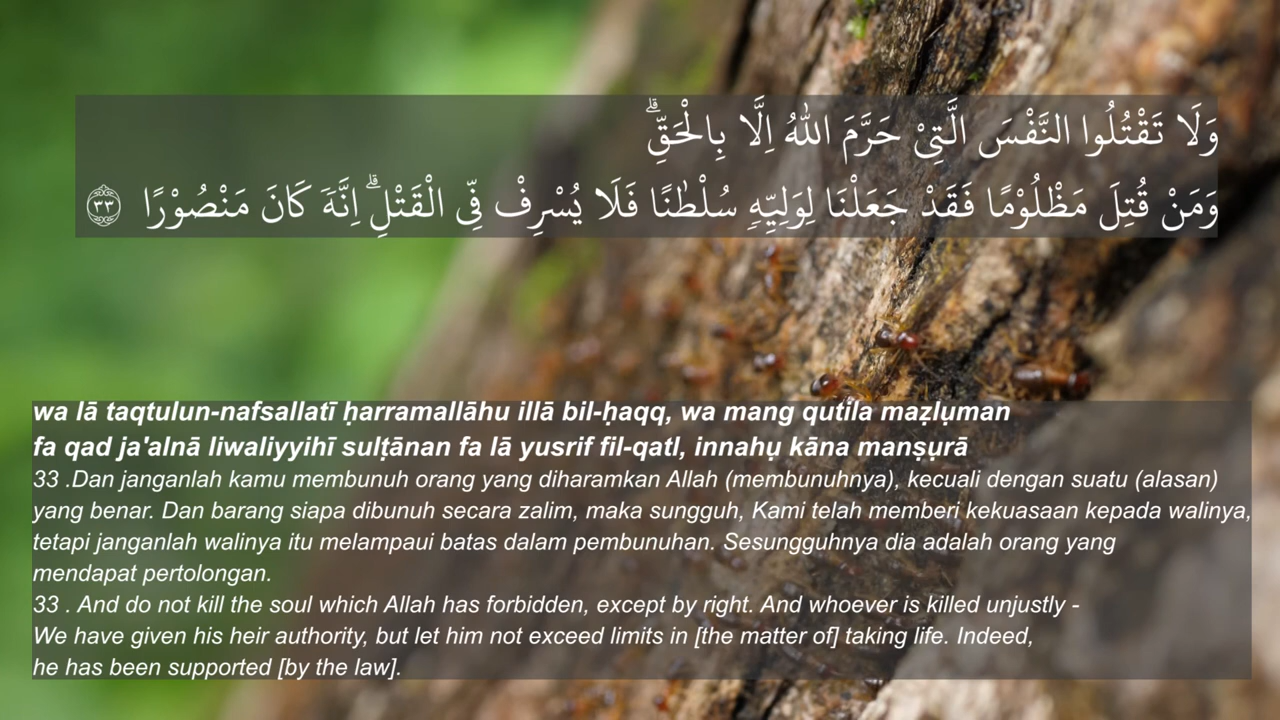 وَلَا تَقْتُلُوا النَّفْسَ الَّتِيْ حَرَّمَ اللّٰهُ اِلَّا بِالْحَقِّۗ
وَمَنْ قُتِلَ مَظْلُوْمًا فَقَدْ جَعَلْنَا لِوَلِيِّهٖ سُلْطٰنًا فَلَا يُسْرِفْ فِّى الْقَتْلِۗ اِنَّهٗ كَانَ مَنْصُوْرًا ٣٣
wa lā taqtulun-nafsallatī ḥarramallāhu illā bil-ḥaqq, wa mang qutila maẓlụman
fa qad ja'alnā liwaliyyihī sulṭānan fa lā yusrif fil-qatl, innahụ kāna manṣụrā
33 .Dan janganlah kamu membunuh orang yang diharamkan Allah (membunuhnya), kecuali dengan suatu (alasan)
yang benar. Dan barang siapa dibunuh secara zalim, maka sungguh, Kami telah memberi kekuasaan kepada walinya,
tetapi janganlah walinya itu melampaui batas dalam pembunuhan. Sesungguhnya dia adalah orang yang
mendapat pertolongan.
33 . And do not kill the soul which Allah has forbidden, except by right. And whoever is killed unjustly -
We have given his heir authority, but let him not exceed limits in [the matter of] taking life. Indeed,
he has been supported [by the law].